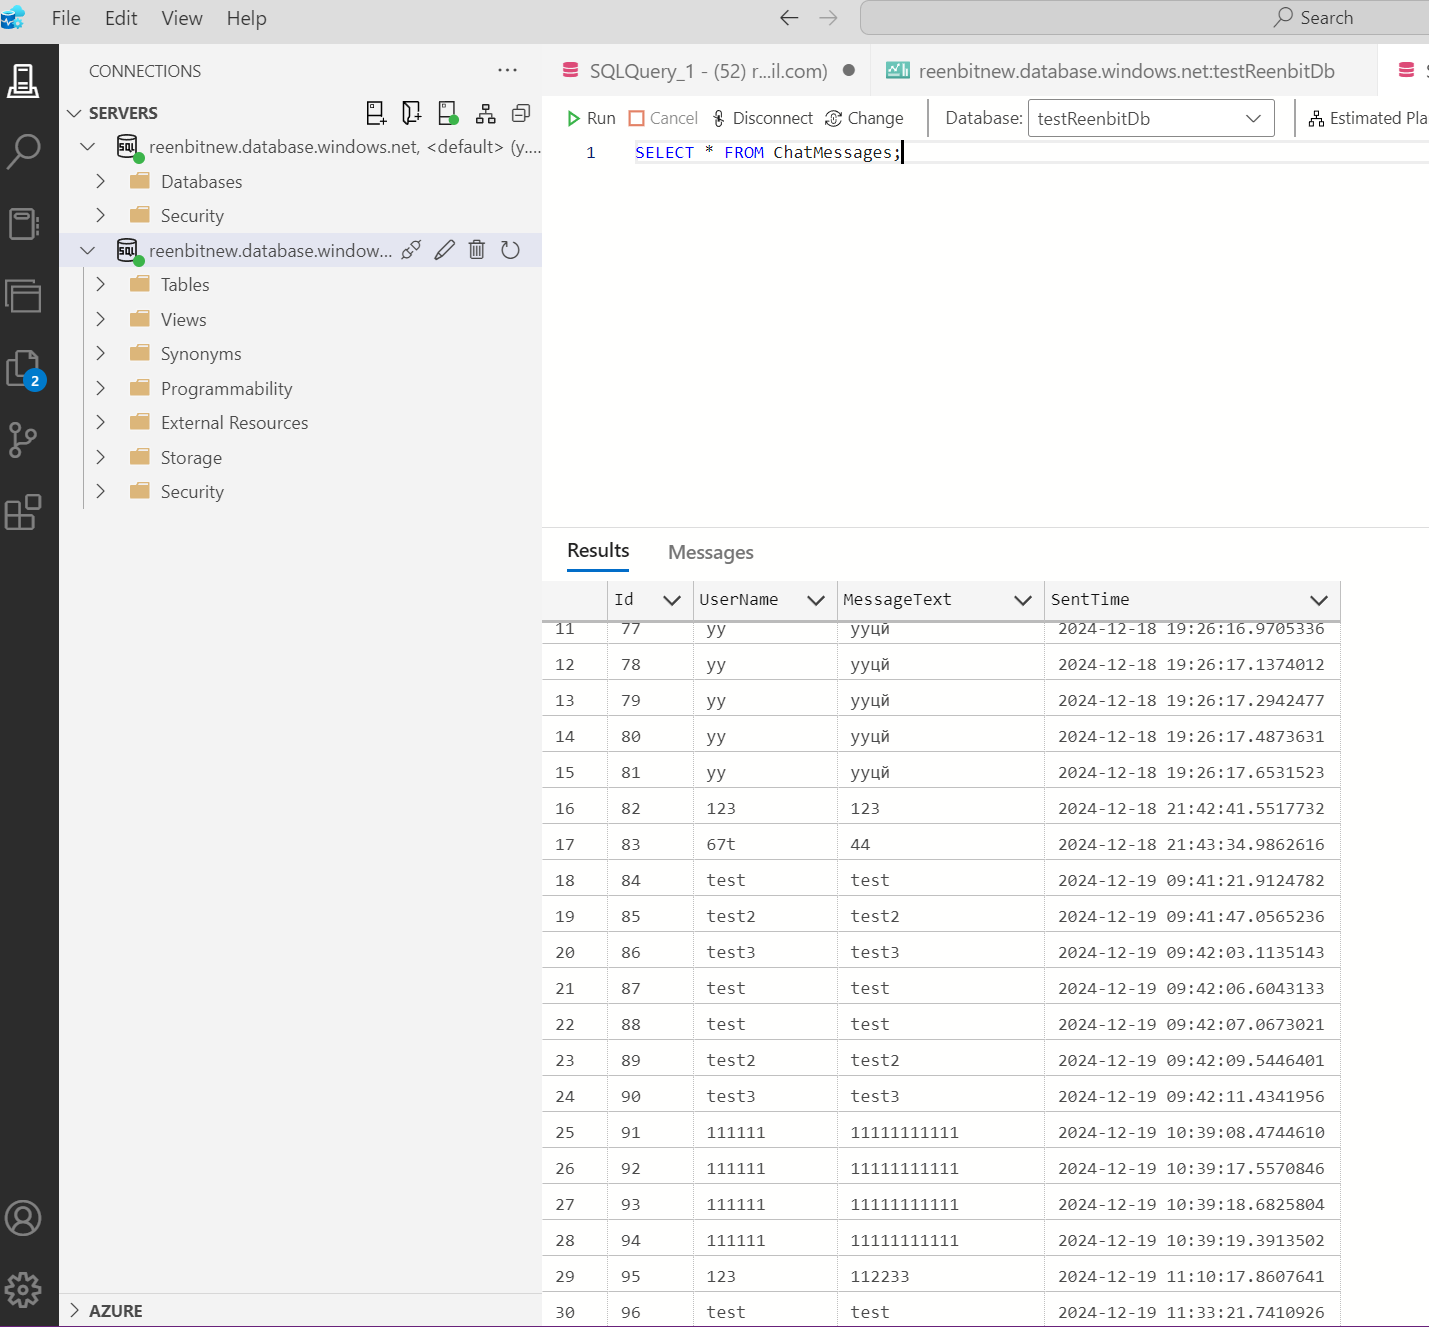 File Edit View Help
Search
CONNECTIONS
SERVERS
reenbitnew.database.windows.net, <default> (y....
Databases
Security
reenbitnew.database.window...
Tables
Views
Synonyms
Programmability
External Resources
Storage
Security
2
AZURE
SQLQuery_1 - (52) r...il.com)
reenbitnew.database.windows.net:testReenbitDb
Run Cancel Disconnect Change Database: testReenbitDb Estimated Pla
1 SELECT * FROM ChatMessages;
Results Messages
Id UserName MessageText SentTime
11 77 уу ууцй 2024-12-18 19:26:16.9705336
12 78 уу ууцй 2024-12-18 19:26:17.1374012
13 79 уу ууцй 2024-12-18 19:26:17.2942477
14 80 уу ууцй 2024-12-18 19:26:17.4873631
15 81 уу ууцй 2024-12-18 19:26:17.6531523
16 82 123 123 2024-12-18 21:42:41.5517732
17 83 67t 44 2024-12-18 21:43:34.9862616
18 84 test test 2024-12-19 09:41:21.9124782
19 85 test2 test2 2024-12-19 09:41:47.0565236
20 86 test3 test3 2024-12-19 09:42:03.1135143
21 87 test test 2024-12-19 09:42:06.6043133
22 88 test test 2024-12-19 09:42:07.0673021
23 89 test2 test2 2024-12-19 09:42:09.5446401
24 90 test3 test3 2024-12-19 09:42:11.4341956
25 91 111111 11111111111 2024-12-19 10:39:08.4744610
26 92 111111 11111111111 2024-12-19 10:39:17.5570846
27 93 111111 11111111111 2024-12-19 10:39:18.6825804
28 94 111111 11111111111 2024-12-19 10:39:19.3913502
29 95 123 112233 2024-12-19 11:10:17.8607641
30 96 test test 2024-12-19 11:33:21.7410926